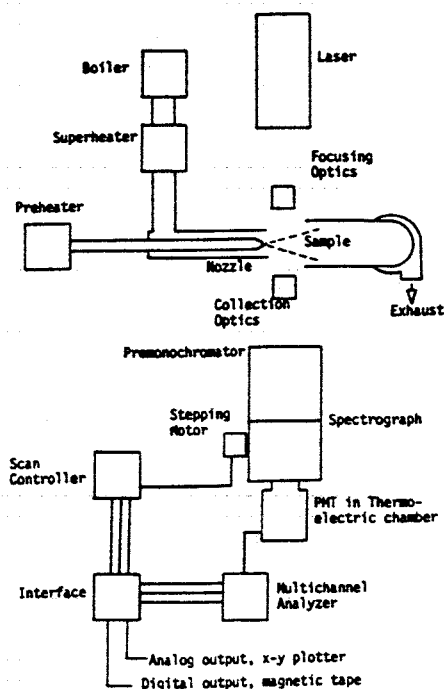 Laser
Boiler
Superheater
Focusing
Optics
Preheater
Sample
Nozzle
Collection
Optics
Exhaust
Premonochromator
Stepping
Motor
Spectrograph
Scan
Controller
PMT in Thermo-
electric chamber
Interface
Multichannel
Analyzer
Analog output, x-y plotter
Digital output, magnetic tape